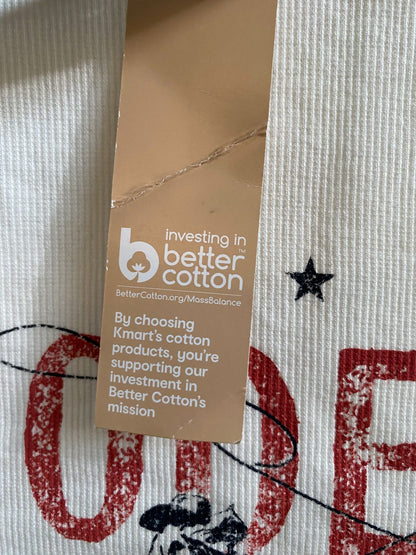 investing in
better
cotton™
BetterCotton.org/MassBalance
By choosing
Kmart's cotton
products, you're
supporting our
investment in
Better Cotton's
mission